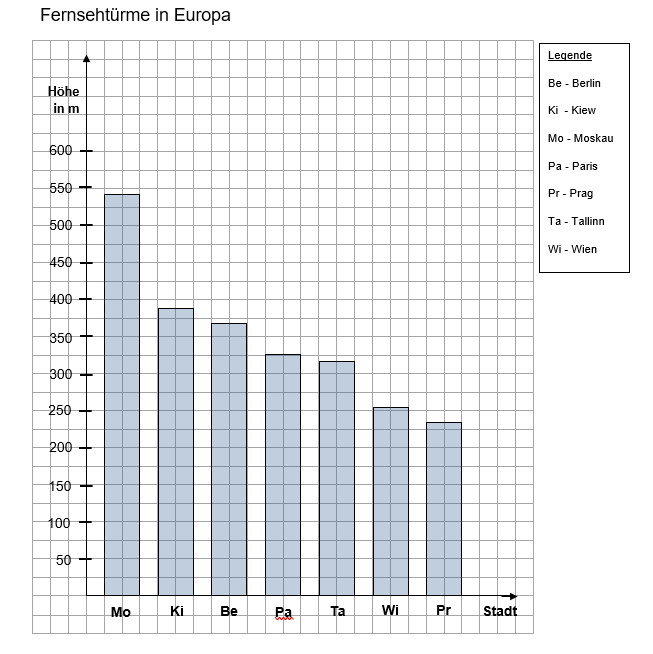 Fernsehtürme in Europa
Höhe
in m
600
550
500
450
400
350
300
250
200
150
100
50
Mo Ki Be Pa Ta Wi Pr Stadt
Legende
Be - Berlin
Ki - Kiew
Mo - Moskau
Pa - Paris
Pr - Prag
Ta - Tallinn
Wi - Wien